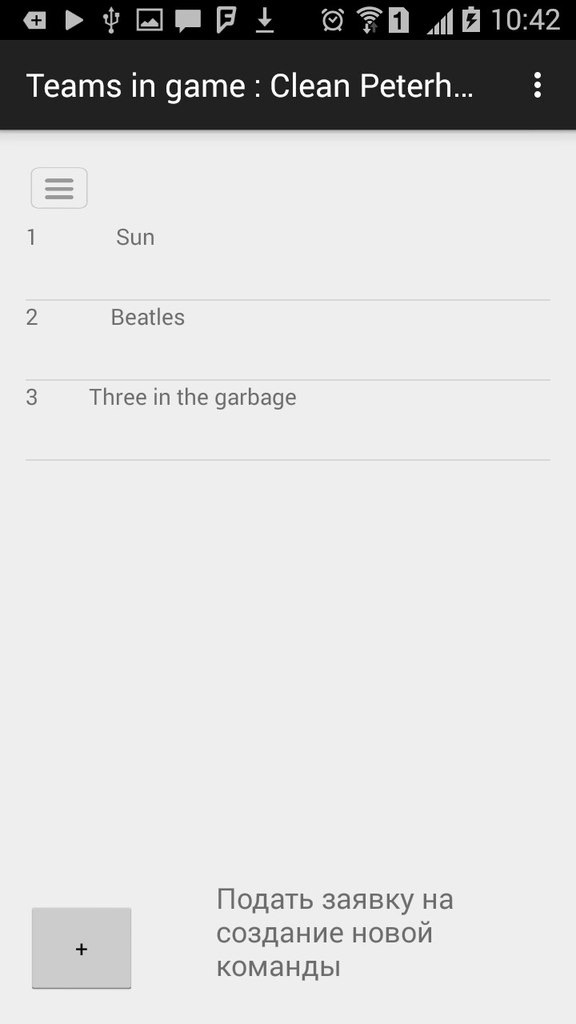 1 10:42
Teams in game : Clean Peterh...
1 Sun
2 Beatles
3 Three in the garbage
+
Подать заявку на
создание новой
команды